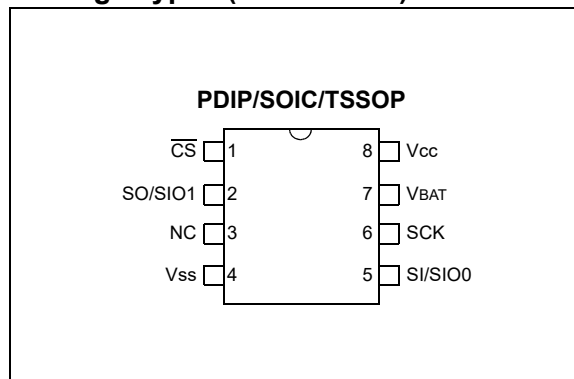 PDIP/SOIC/TSSOP
CS 1 8 Vcc
SO/SIO1 2 7 VBAT
NC 3 6 SCK
Vss 4 5 SI/SIO0